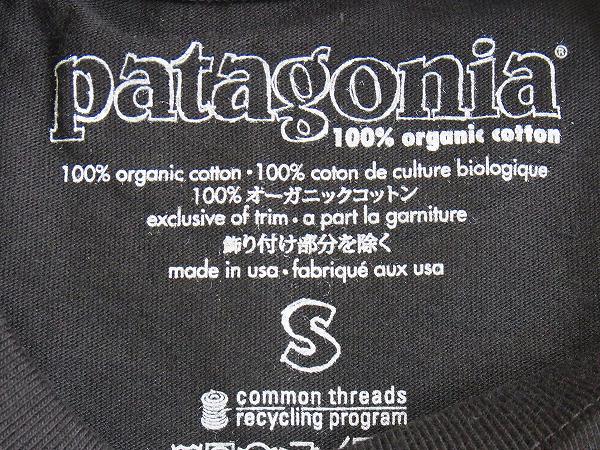 patagonia®
100% organic cotton
100% organic cotton • 100% coton de culture biologique
100% オーガニックコットン
exclusive of trim • a part la garniture
飾り付け部分を除く
made in usa • fabriqué aux usa
S
common threads
recycling program